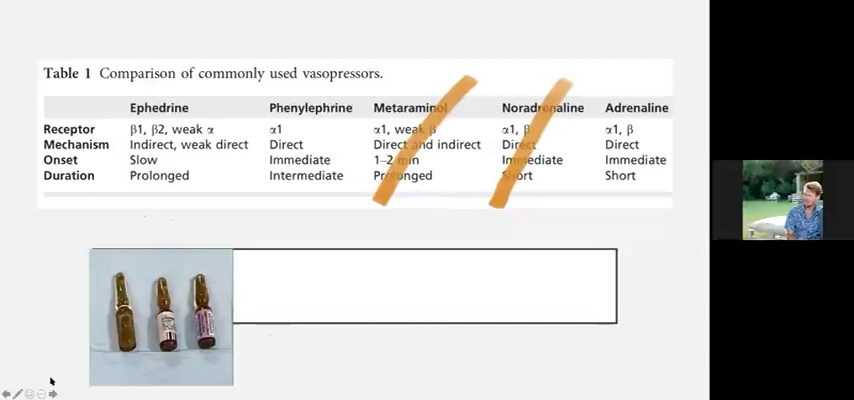 Table 1 Comparison of commonly used vasopressors.
Ephedrine Phenylephrine Metaraminol Noradrenaline Adrenaline
Receptor β1, β2, weak α α1 α1, weak β α1, β α1, β
Mechanism Indirect, weak direct Direct Direct and indirect Direct Direct
Onset Slow Immediate 1–2 min Immediate Immediate
Duration Prolonged Intermediate Prolonged Short Short